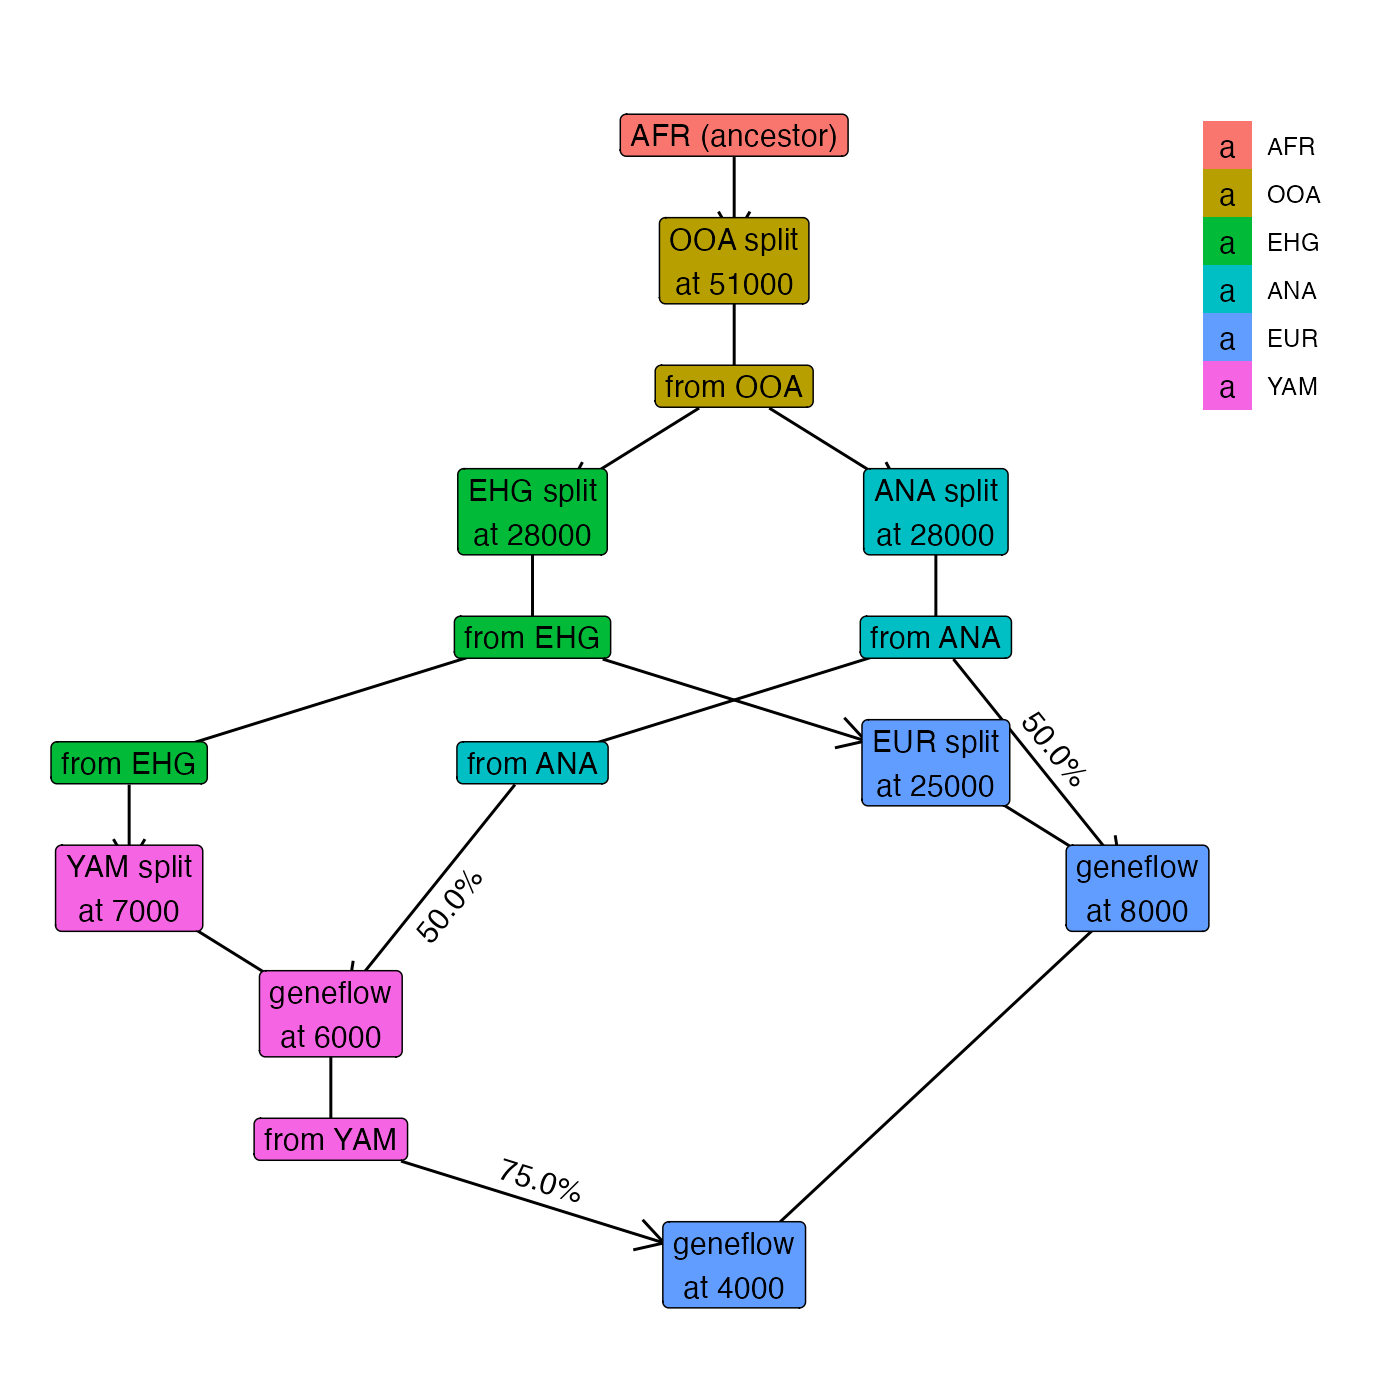 AFR (ancestor)
OOA split
at 51000
from OOA
EHG split
at 28000
ANA split
at 28000
from EHG
from ANA
from EHG
from ANA
EUR split
at 25000
50.0%
YAM split
at 7000
50.0%
geneflow
at 8000
geneflow
at 6000
from YAM
75.0%
geneflow
at 4000
a AFR
a OOA
a EHG
a ANA
a EUR
a YAM